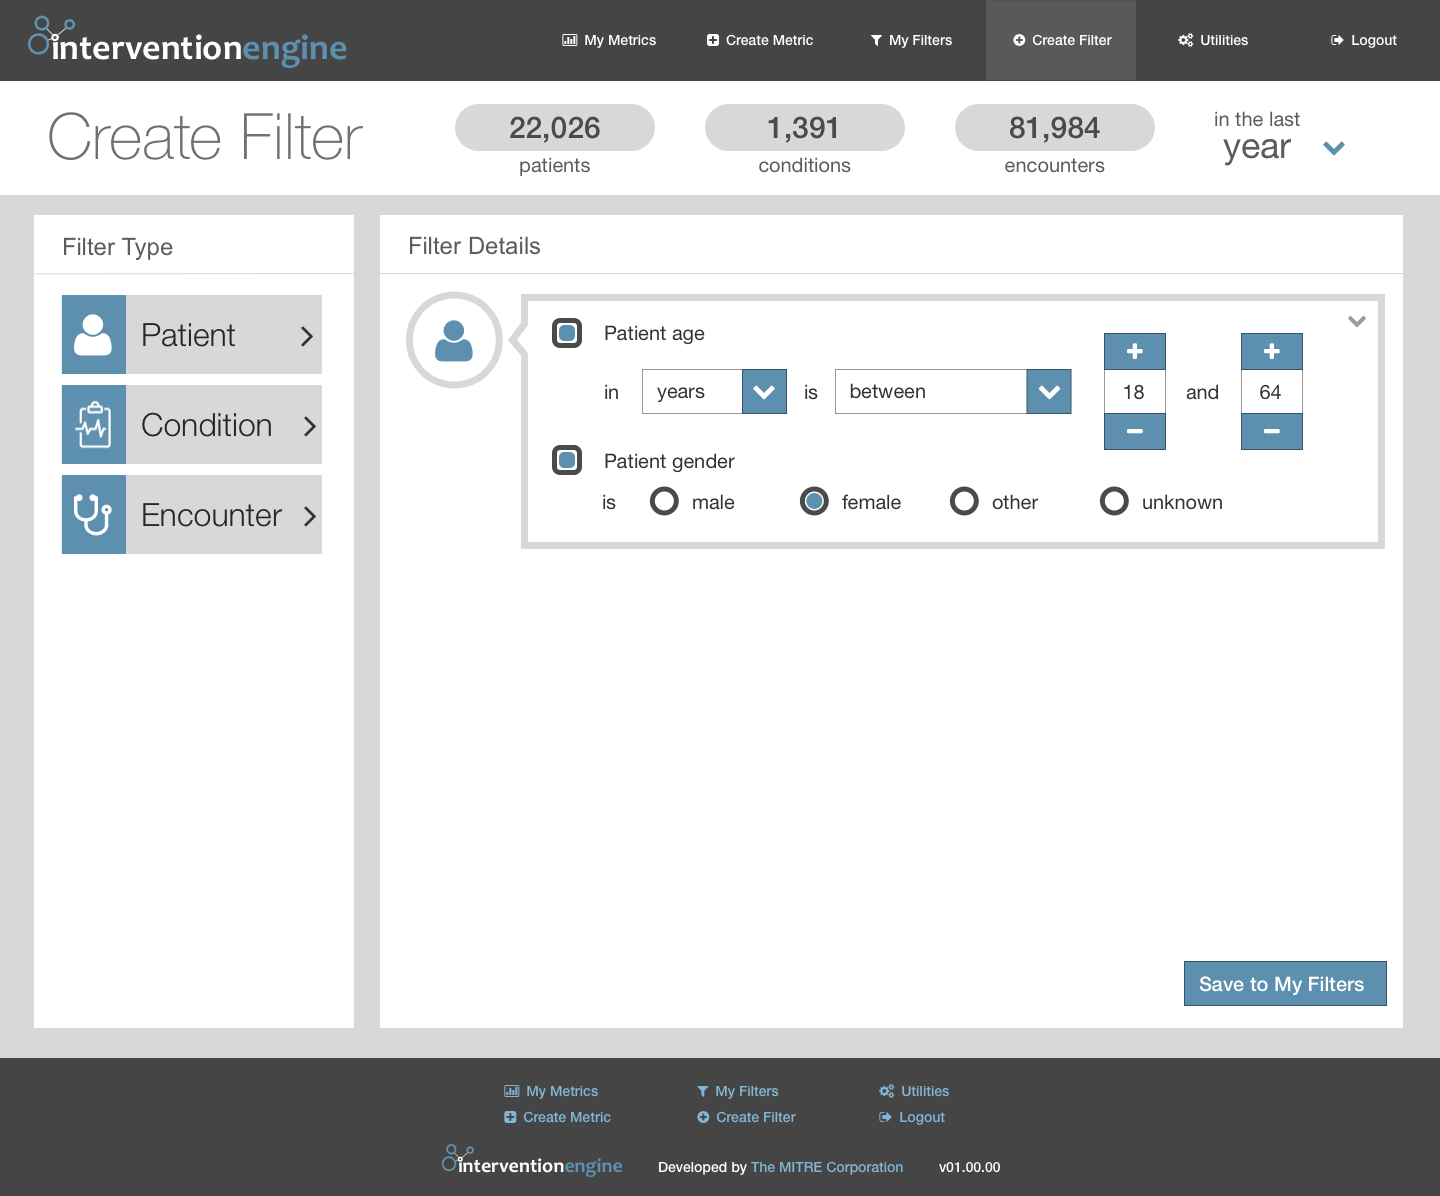 interventionengine
My Metrics
Create Metric
My Filters
Create Filter
Utilities
Logout
Create Filter
22,026
patients
1,391
conditions
81,984
encounters
in the last
year
Filter Type
Patient
Condition
Encounter
Filter Details
Patient age
in years is between 18 and 64
Patient gender
is male female other unknown
Save to My Filters
My Metrics
My Filters
Utilities
Create Metric
Create Filter
Logout
interventionengine
Developed by The MITRE Corporation
v01.00.00